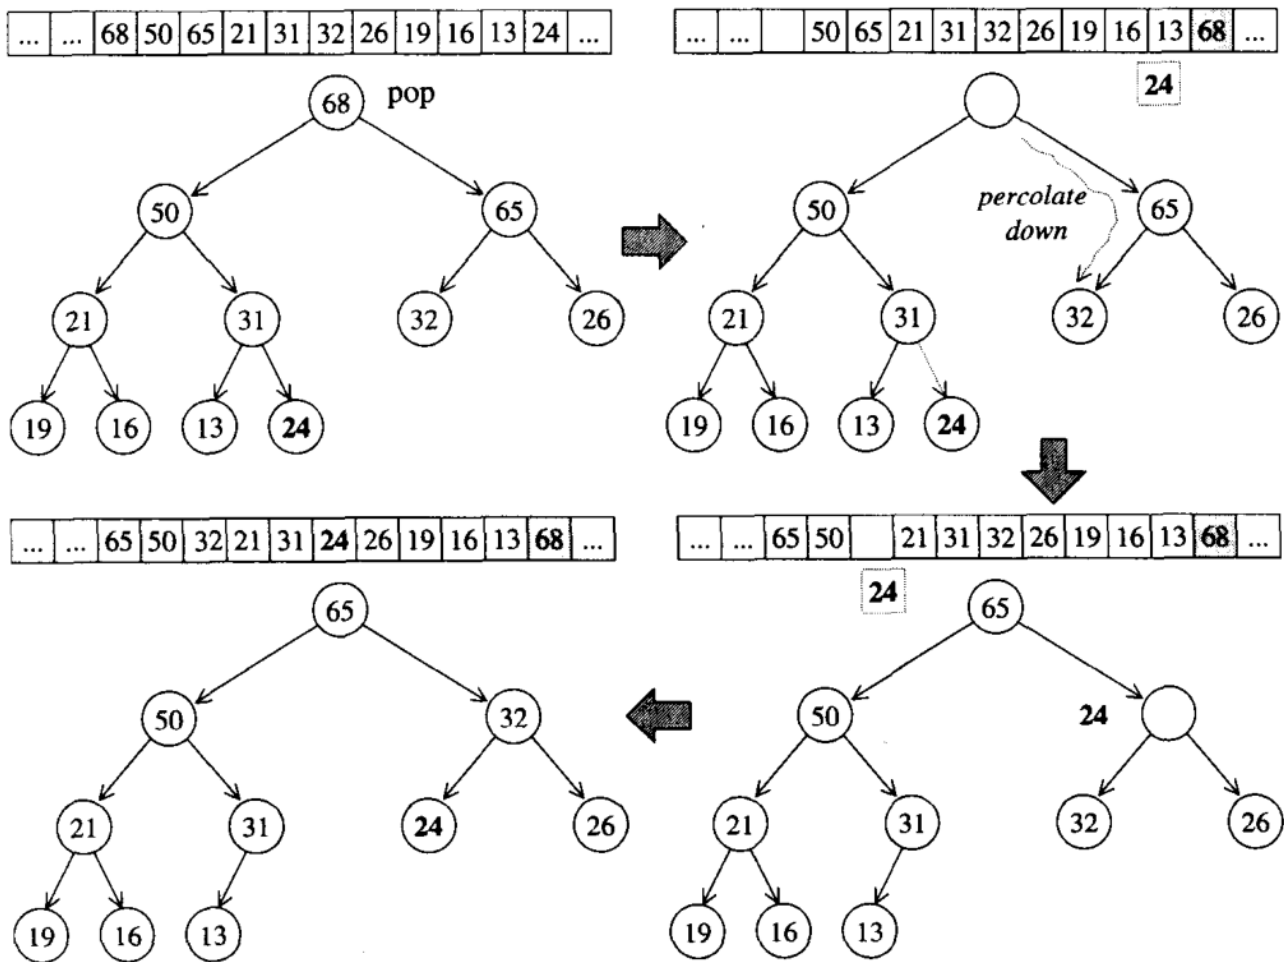 ... ... 68 50 65 21 31 32 26 19 16 13 24 ...
68 pop
50 65
21 31 32 26
19 16 13 24
... ... 50 65 21 31 32 26 19 16 13 68 ...
24
percolate
65
50
down
21 31 32 26
19 16 13 24
... ... 65 50 21 31 32 26 19 16 13 68 ...
24
65
50 24
21 31 32 26
19 16 13
... ... 65 50 32 21 31 24 26 19 16 13 68 ...
65
50 32
21 31 24 26
19 16 13